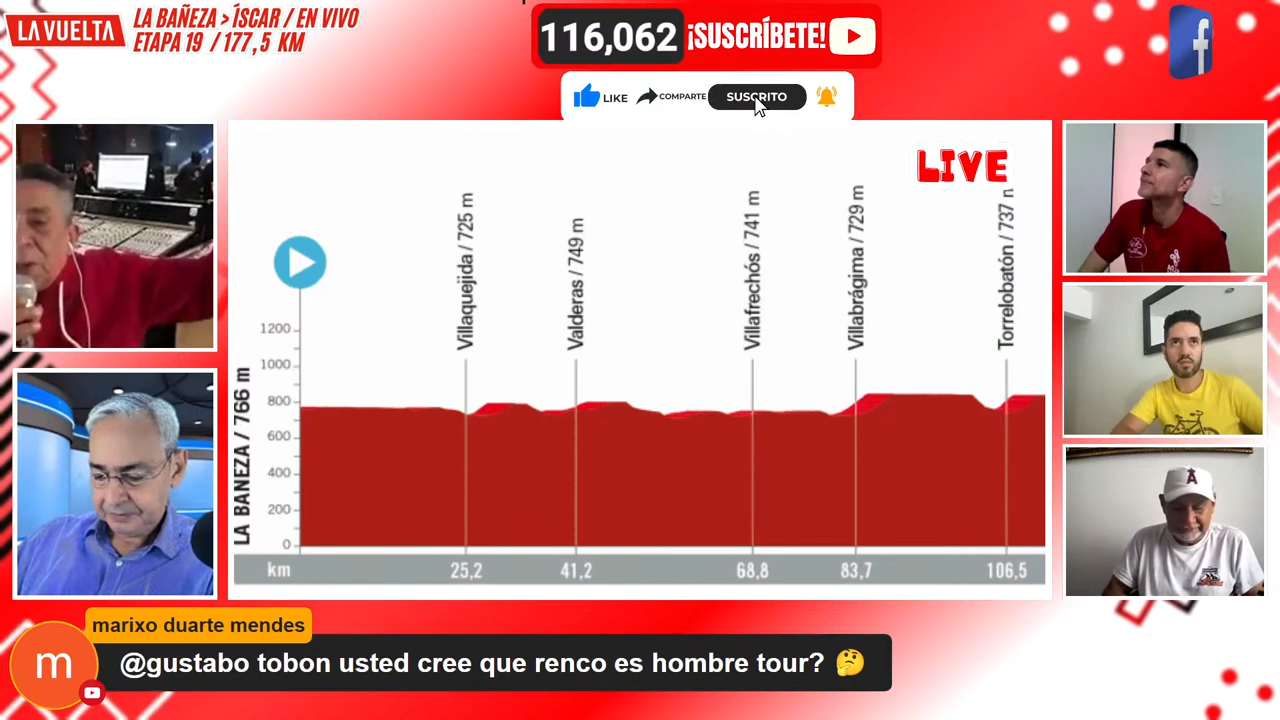 LA VUELTA
LA BAÑEZA > ÍSCAR / EN VIVO
ETAPA 19 / 177,5 KM
116,062
¡SUSCRÍBETE!
LIKE
COMPARTE
SUSCRITO
f
LIVE
Villaquejida / 725 m
Valderas / 749 m
Villafrechós / 741 m
Villabrágima / 729 m
Torrelobatón / 737 m
LA BAÑEZA / 766 m
1200
1000
800
600
400
200
0
km
25,2
41,2
68,8
83,7
106,5
A
marixo duarte mendes
m
@gustabo tobon usted cree que renco es hombre tour? 🤔